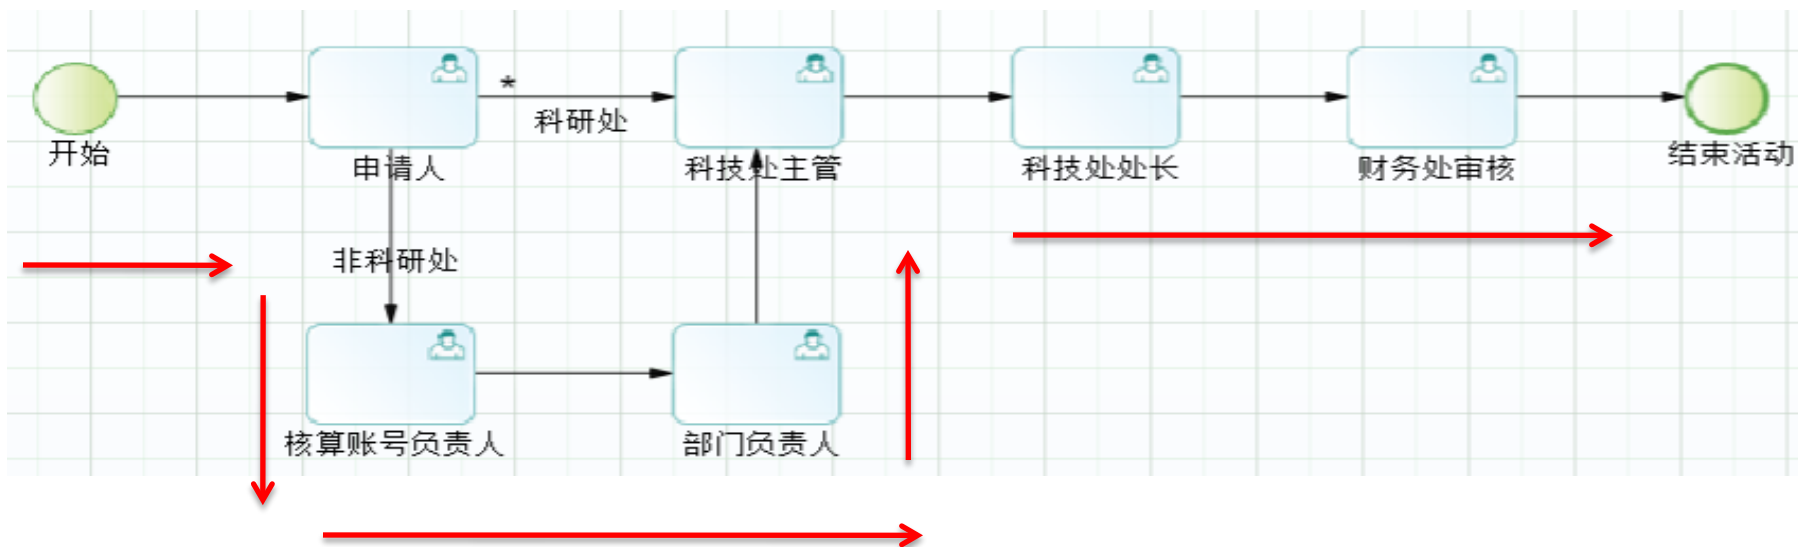 *
科研处
开始
申请人
科技处主管
科技处处长
财务处审核
结束活动
非科研处
核算账号负责人
部门负责人